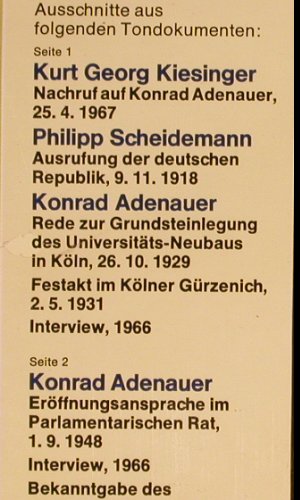 Ausschnitte aus
folgenden Tondokumenten:
Seite 1
Kurt Georg Kiesinger
Nachruf auf Konrad Adenauer,
25. 4. 1967
Philipp Scheidemann
Ausrufung der deutschen
Republik, 9. 11. 1918
Konrad Adenauer
Rede zur Grundsteinlegung
des Universitäts-Neubaus
in Köln, 26. 10. 1929
Festakt im Kölner Gürzenich,
2. 5. 1931
Interview, 1966
Seite 2
Konrad Adenauer
Eröffnungsansprache im
Parlamentarischen Rat,
1. 9. 1948
Interview, 1966
Bekanntgabe des